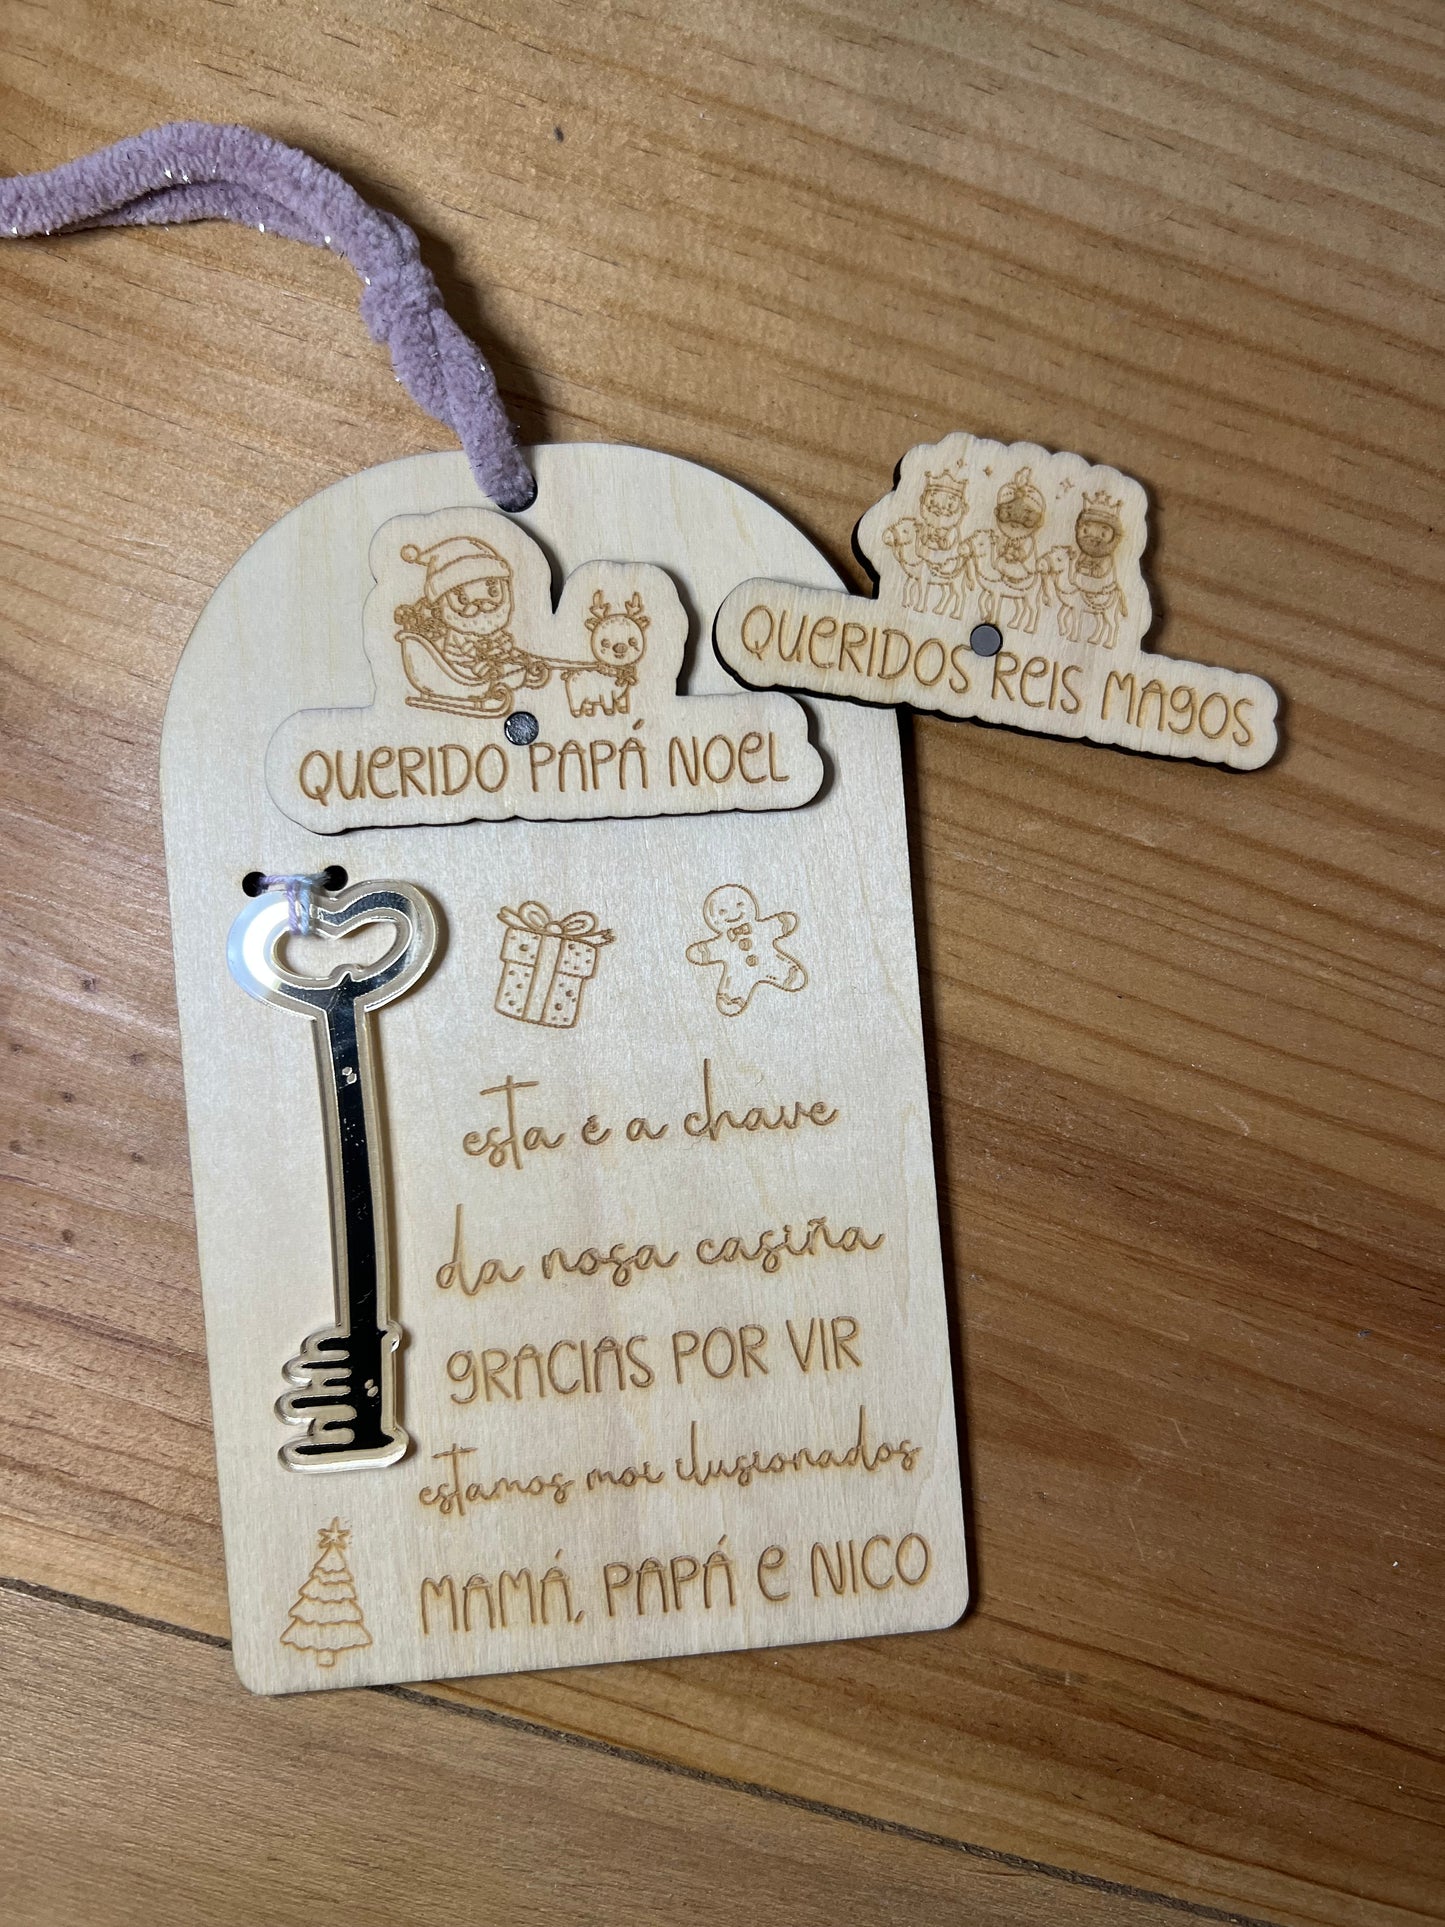 QUERIDO PAPÁ NOEL
QUERIDOS REIS MAGOS
esta é a chave
da nosa casiña
GRACIAS POR VIR
estamos moi ilusionados
MAMÁ, PAPÁ E NICO